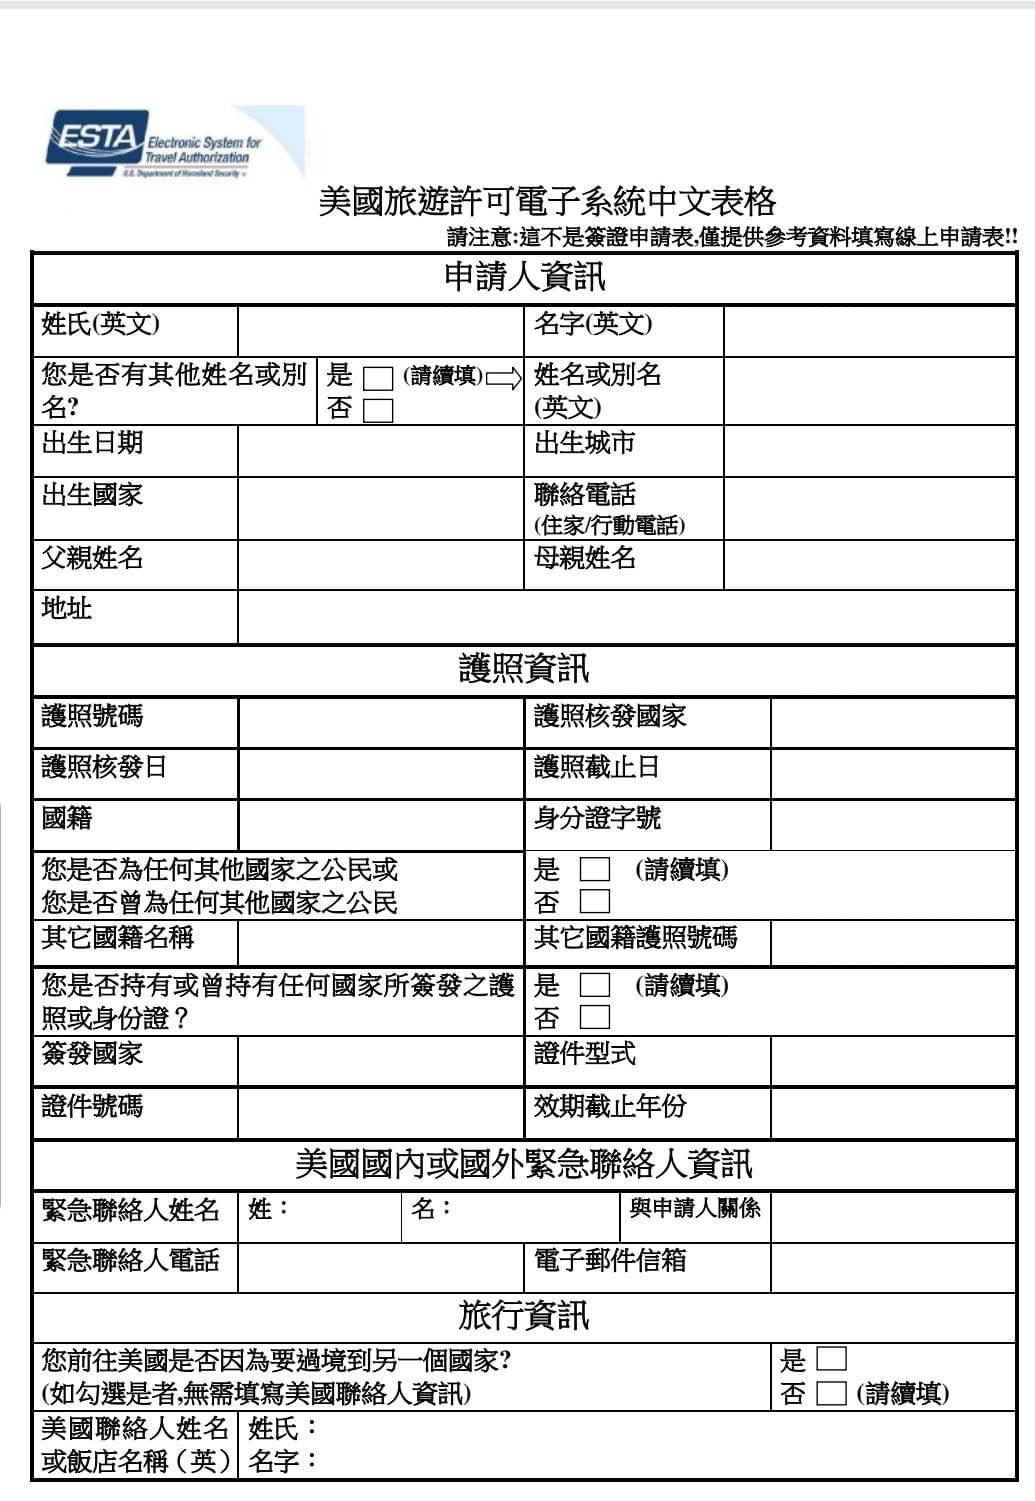 ESTA
Electronic System for
Travel Authorization
U.S. Department of Homeland Security
美國旅遊許可電子系統中文表格
請注意:這不是簽證申請表,僅提供參考資料填寫線上申請表!!
申請人資訊
姓氏(英文) 名字(英文)
您是否有其他姓名或別 是 (請續填) 姓名或別名
名? 否 (英文)
出生日期 出生城市
出生國家 聯絡電話
(住家/行動電話)
父親姓名 母親姓名
地址
護照資訊
護照號碼 護照核發國家
護照核發日 護照截止日
國籍 身分證字號
您是否為任何其他國家之公民或 是 (請續填)
您是否曾為任何其他國家之公民 否
其它國籍名稱 其它國籍護照號碼
您是否持有或曾持有任何國家所簽發之護 是 (請續填)
照或身份證？ 否
簽發國家 證件型式
證件號碼 效期截止年份
美國國內或國外緊急聯絡人資訊
緊急聯絡人姓名 姓： 名： 與申請人關係
緊急聯絡人電話 電子郵件信箱
旅行資訊
您前往美國是否因為要過境到另一個國家? 是
(如勾選是者,無需填寫美國聯絡人資訊) 否 (請續填)
美國聯絡人姓名 姓氏：
或飯店名稱（英） 名字：